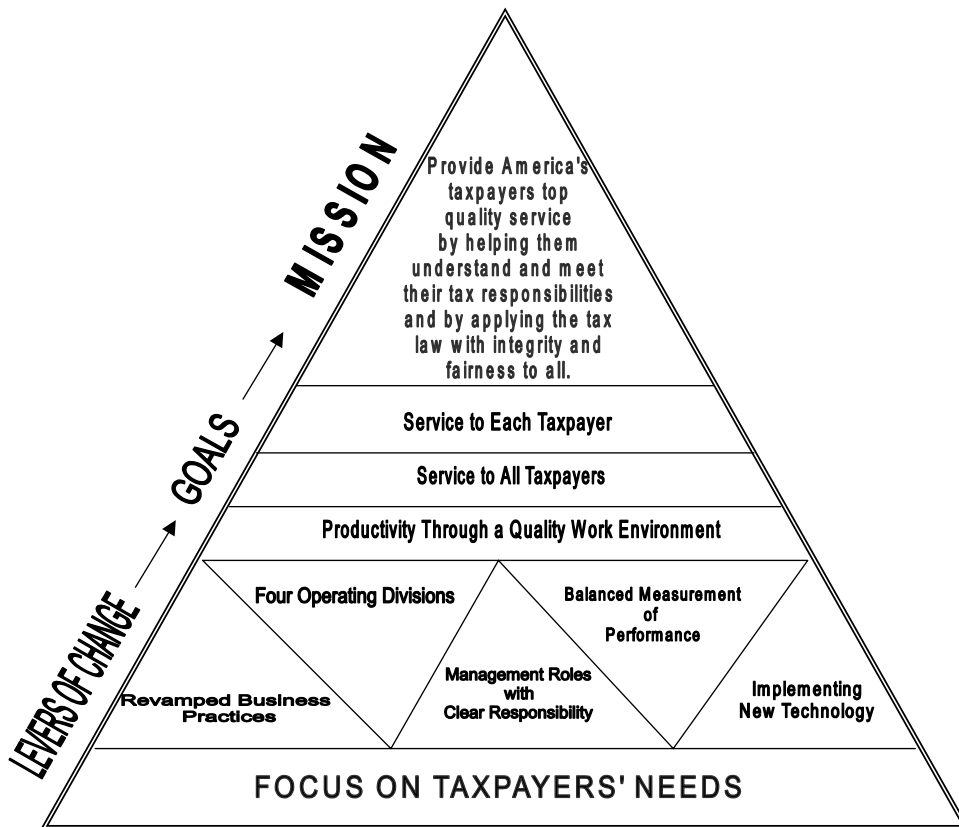 MISSION
Provide America's
taxpayers top
quality service
by helping them
understand and meet
their tax responsibilities
and by applying the tax
law with integrity and
fairness to all.
GOALS
Service to Each Taxpayer
Service to All Taxpayers
Productivity Through a Quality Work Environment
LEVERS OF CHANGE
Four Operating Divisions
Balanced Measurement
of
Performance
Revamped Business
Practices
Management Roles
with
Clear Responsibility
Implementing
New Technology
FOCUS ON TAXPAYERS' NEEDS